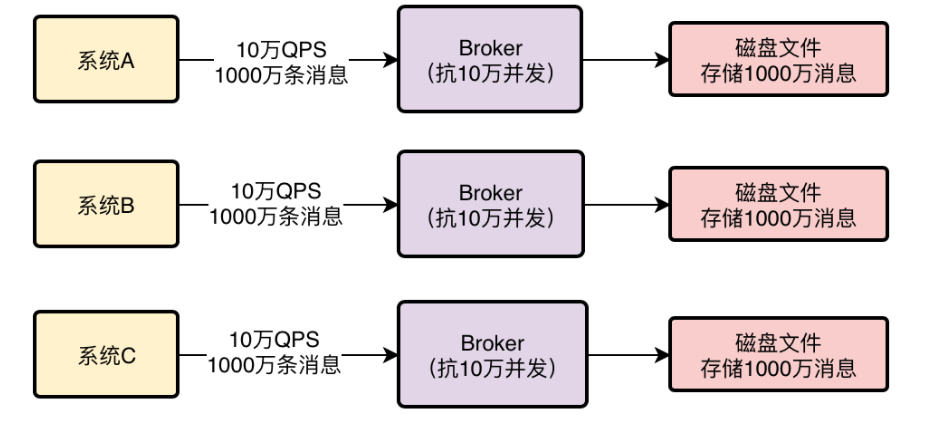 系统A
10万QPS
1000万条消息
Broker
（抗10万并发）
磁盘文件
存储1000万消息
系统B
10万QPS
1000万条消息
Broker
（抗10万并发）
磁盘文件
存储1000万消息
系统C
10万QPS
1000万条消息
Broker
（抗10万并发）
磁盘文件
存储1000万消息